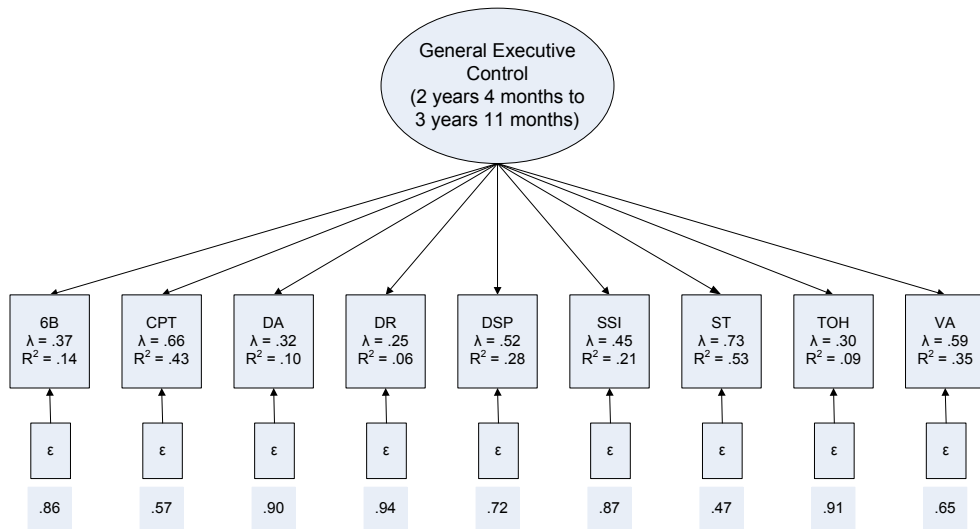 General Executive
Control
(2 years 4 months to
3 years 11 months)
6B
λ = .37
R² = .14
CPT
λ = .66
R² = .43
DA
λ = .32
R² = .10
DR
λ = .25
R² = .06
DSP
λ = .52
R² = .28
SSI
λ = .45
R² = .21
ST
λ = .73
R² = .53
TOH
λ = .30
R² = .09
VA
λ = .59
R² = .35
ε
ε
ε
ε
ε
ε
ε
ε
ε
.86
.57
.90
.94
.72
.87
.47
.91
.65